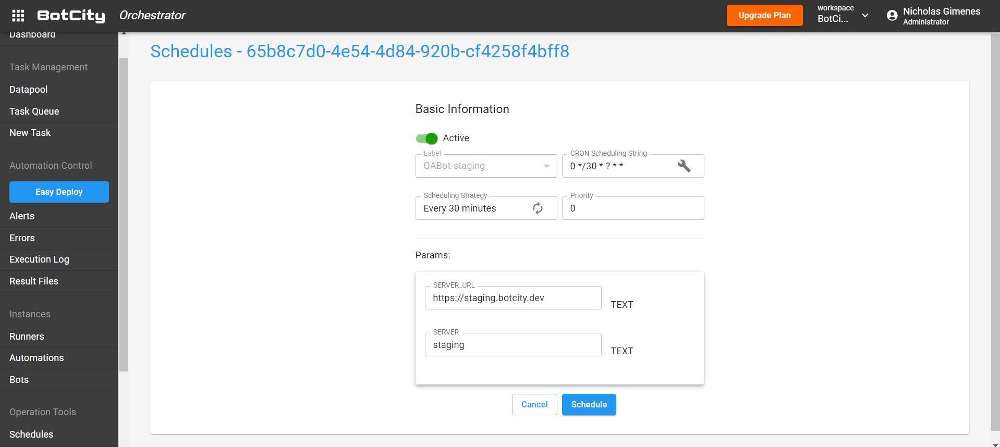 BotCity Orchestrator
Upgrade Plan
workspace
BotCi...
Nicholas Gimenes
Administrator
Dashboard
Task Management
Datapool
Task Queue
New Task
Automation Control
Easy Deploy
Alerts
Errors
Execution Log
Result Files
Instances
Runners
Automations
Bots
Operation Tools
Schedules
Schedules - 65b8c7d0-4e54-4d84-920b-cf4258f4bff8
Basic Information
Active
Label
QABot-staging
CRON Scheduling String
0 */30 * ? * *
Scheduling Strategy
Every 30 minutes
Priority
0
Params:
SERVER_URL
https://staging.botcity.dev
TEXT
SERVER
staging
TEXT
Cancel
Schedule